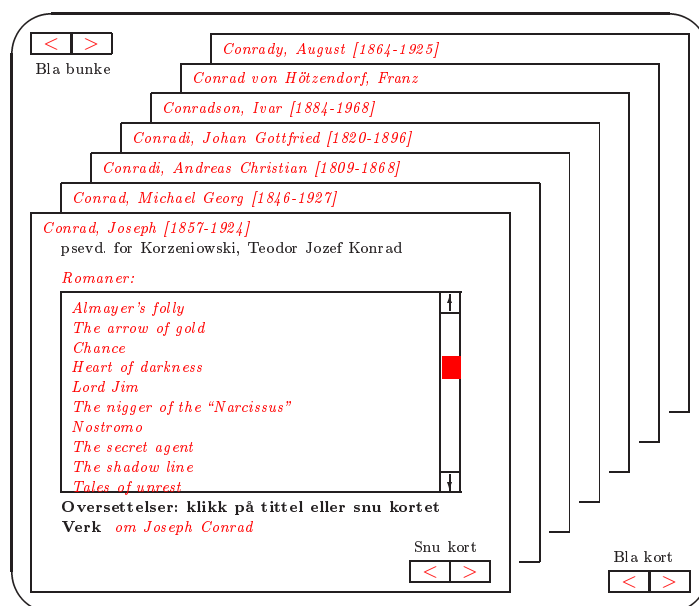 < >
Bla bunke
Conrady, August [1864-1925]
Conrad von Hötzendorf, Franz
Conradson, Ivar [1884-1968]
Conradi, Johan Gottfried [1820-1896]
Conradi, Andreas Christian [1809-1868]
Conrad, Michael Georg [1846-1927]
Conrad, Joseph [1857-1924]
psevd. for Korzeniowski, Teodor Jozef Konrad
Romaner:
Almayer's folly
The arrow of gold
Chance
Heart of darkness
Lord Jim
The nigger of the “Narcissus”
Nostromo
The secret agent
The shadow line
Tales of unrest
Oversettelser: klikk på tittel eller snu kortet
Verk om Joseph Conrad
Snu kort
< >
Bla kort
< >